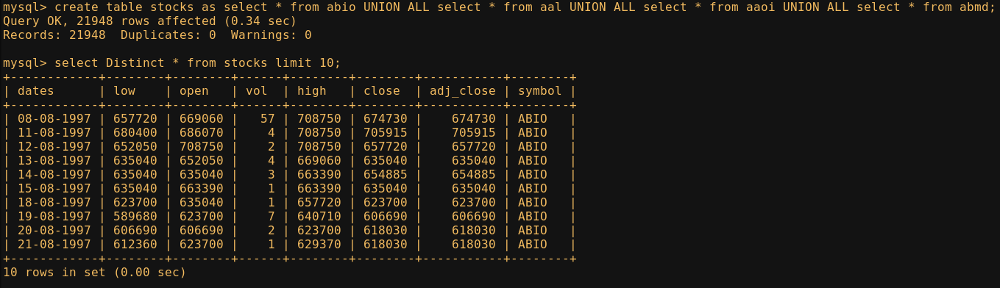 mysql> create table stocks as select * from abio UNION ALL select * from aal UNION ALL select * from aaoi UNION ALL select * from abmd;
Query OK, 21948 rows affected (0.34 sec)
Records: 21948  Duplicates: 0  Warnings: 0

mysql> select Distinct * from stocks limit 10;
+------------+--------+--------+------+--------+--------+-----------+--------+
| dates      | low    | open   | vol  | high   | close  | adj_close | symbol |
+------------+--------+--------+------+--------+--------+-----------+--------+
| 08-08-1997 | 657720 | 669060 |   57 | 708750 | 674730 |    674730 | ABIO   |
| 11-08-1997 | 680400 | 686070 |    4 | 708750 | 705915 |    705915 | ABIO   |
| 12-08-1997 | 652050 | 708750 |    2 | 708750 | 657720 |    657720 | ABIO   |
| 13-08-1997 | 635040 | 652050 |    4 | 669060 | 635040 |    635040 | ABIO   |
| 14-08-1997 | 635040 | 635040 |    3 | 663390 | 654885 |    654885 | ABIO   |
| 15-08-1997 | 635040 | 663390 |    1 | 663390 | 635040 |    635040 | ABIO   |
| 18-08-1997 | 623700 | 635040 |    1 | 657720 | 623700 |    623700 | ABIO   |
| 19-08-1997 | 589680 | 623700 |    7 | 640710 | 606690 |    606690 | ABIO   |
| 20-08-1997 | 606690 | 606690 |    2 | 623700 | 618030 |    618030 | ABIO   |
| 21-08-1997 | 612360 | 623700 |    1 | 629370 | 618030 |    618030 | ABIO   |
+------------+--------+--------+------+--------+--------+-----------+--------+
10 rows in set (0.00 sec)